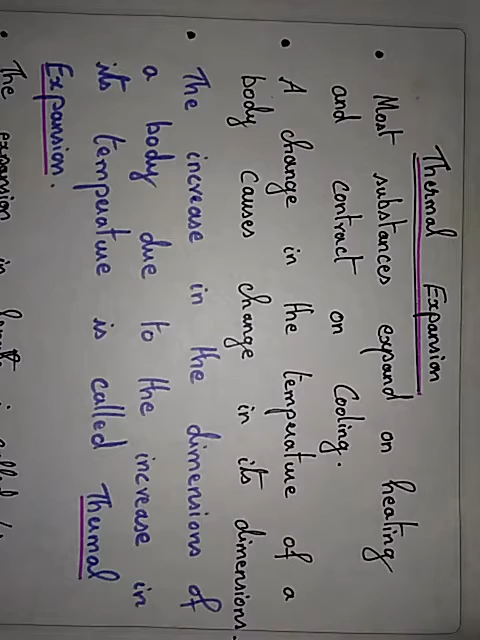 Thermal Expansion
• Most substances expand on heating
and contract on Cooling.
• A change in the temperature of a
body causes change in its dimensions.
• The increase in the dimensions of
a body due to the increase in
its temperature is called Thermal
Expansion.
• The expansion in